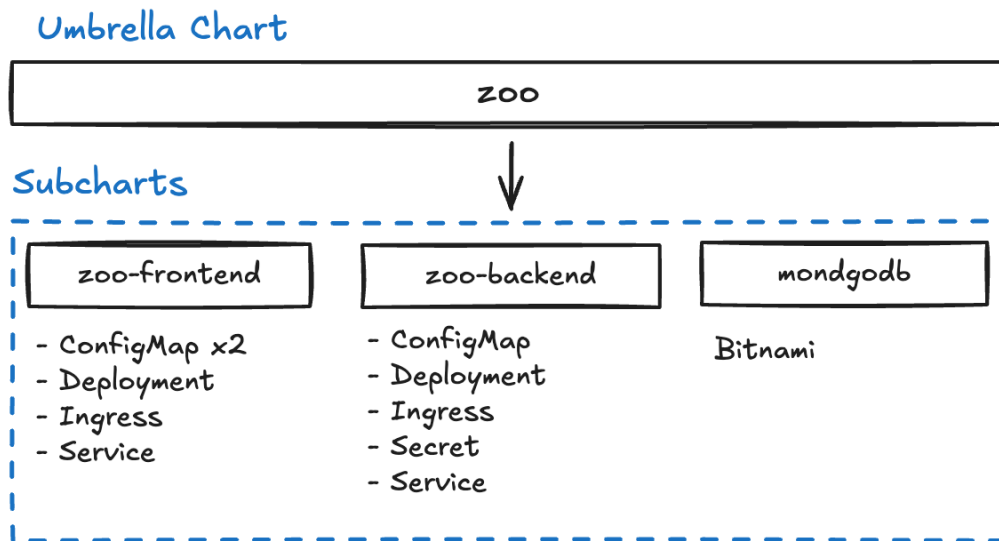 Umbrella Chart
zoo
Subcharts
zoo-frontend
- ConfigMap x2
- Deployment
- Ingress
- Service
zoo-backend
- ConfigMap
- Deployment
- Ingress
- Secret
- Service
mondgodb
Bitnami